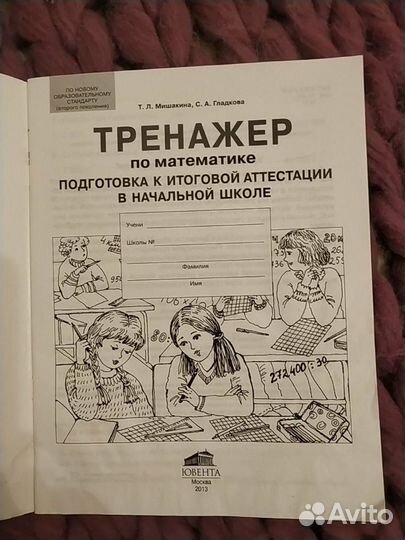 ПО НОВОМУ
ОБРАЗОВАТЕЛЬНОМУ
СТАНДАРТУ
(второго поколения)
Т. Л. Мишакина, С. А. Гладкова
ТРЕНАЖЕР
по математике
ПОДГОТОВКА К ИТОГОВОЙ АТТЕСТАЦИИ
В НАЧАЛЬНОЙ ШКОЛЕ
Учени
Школы №
Фамилия
Имя
272400:30
ЮВЕНТА
Москва
2013
Avito